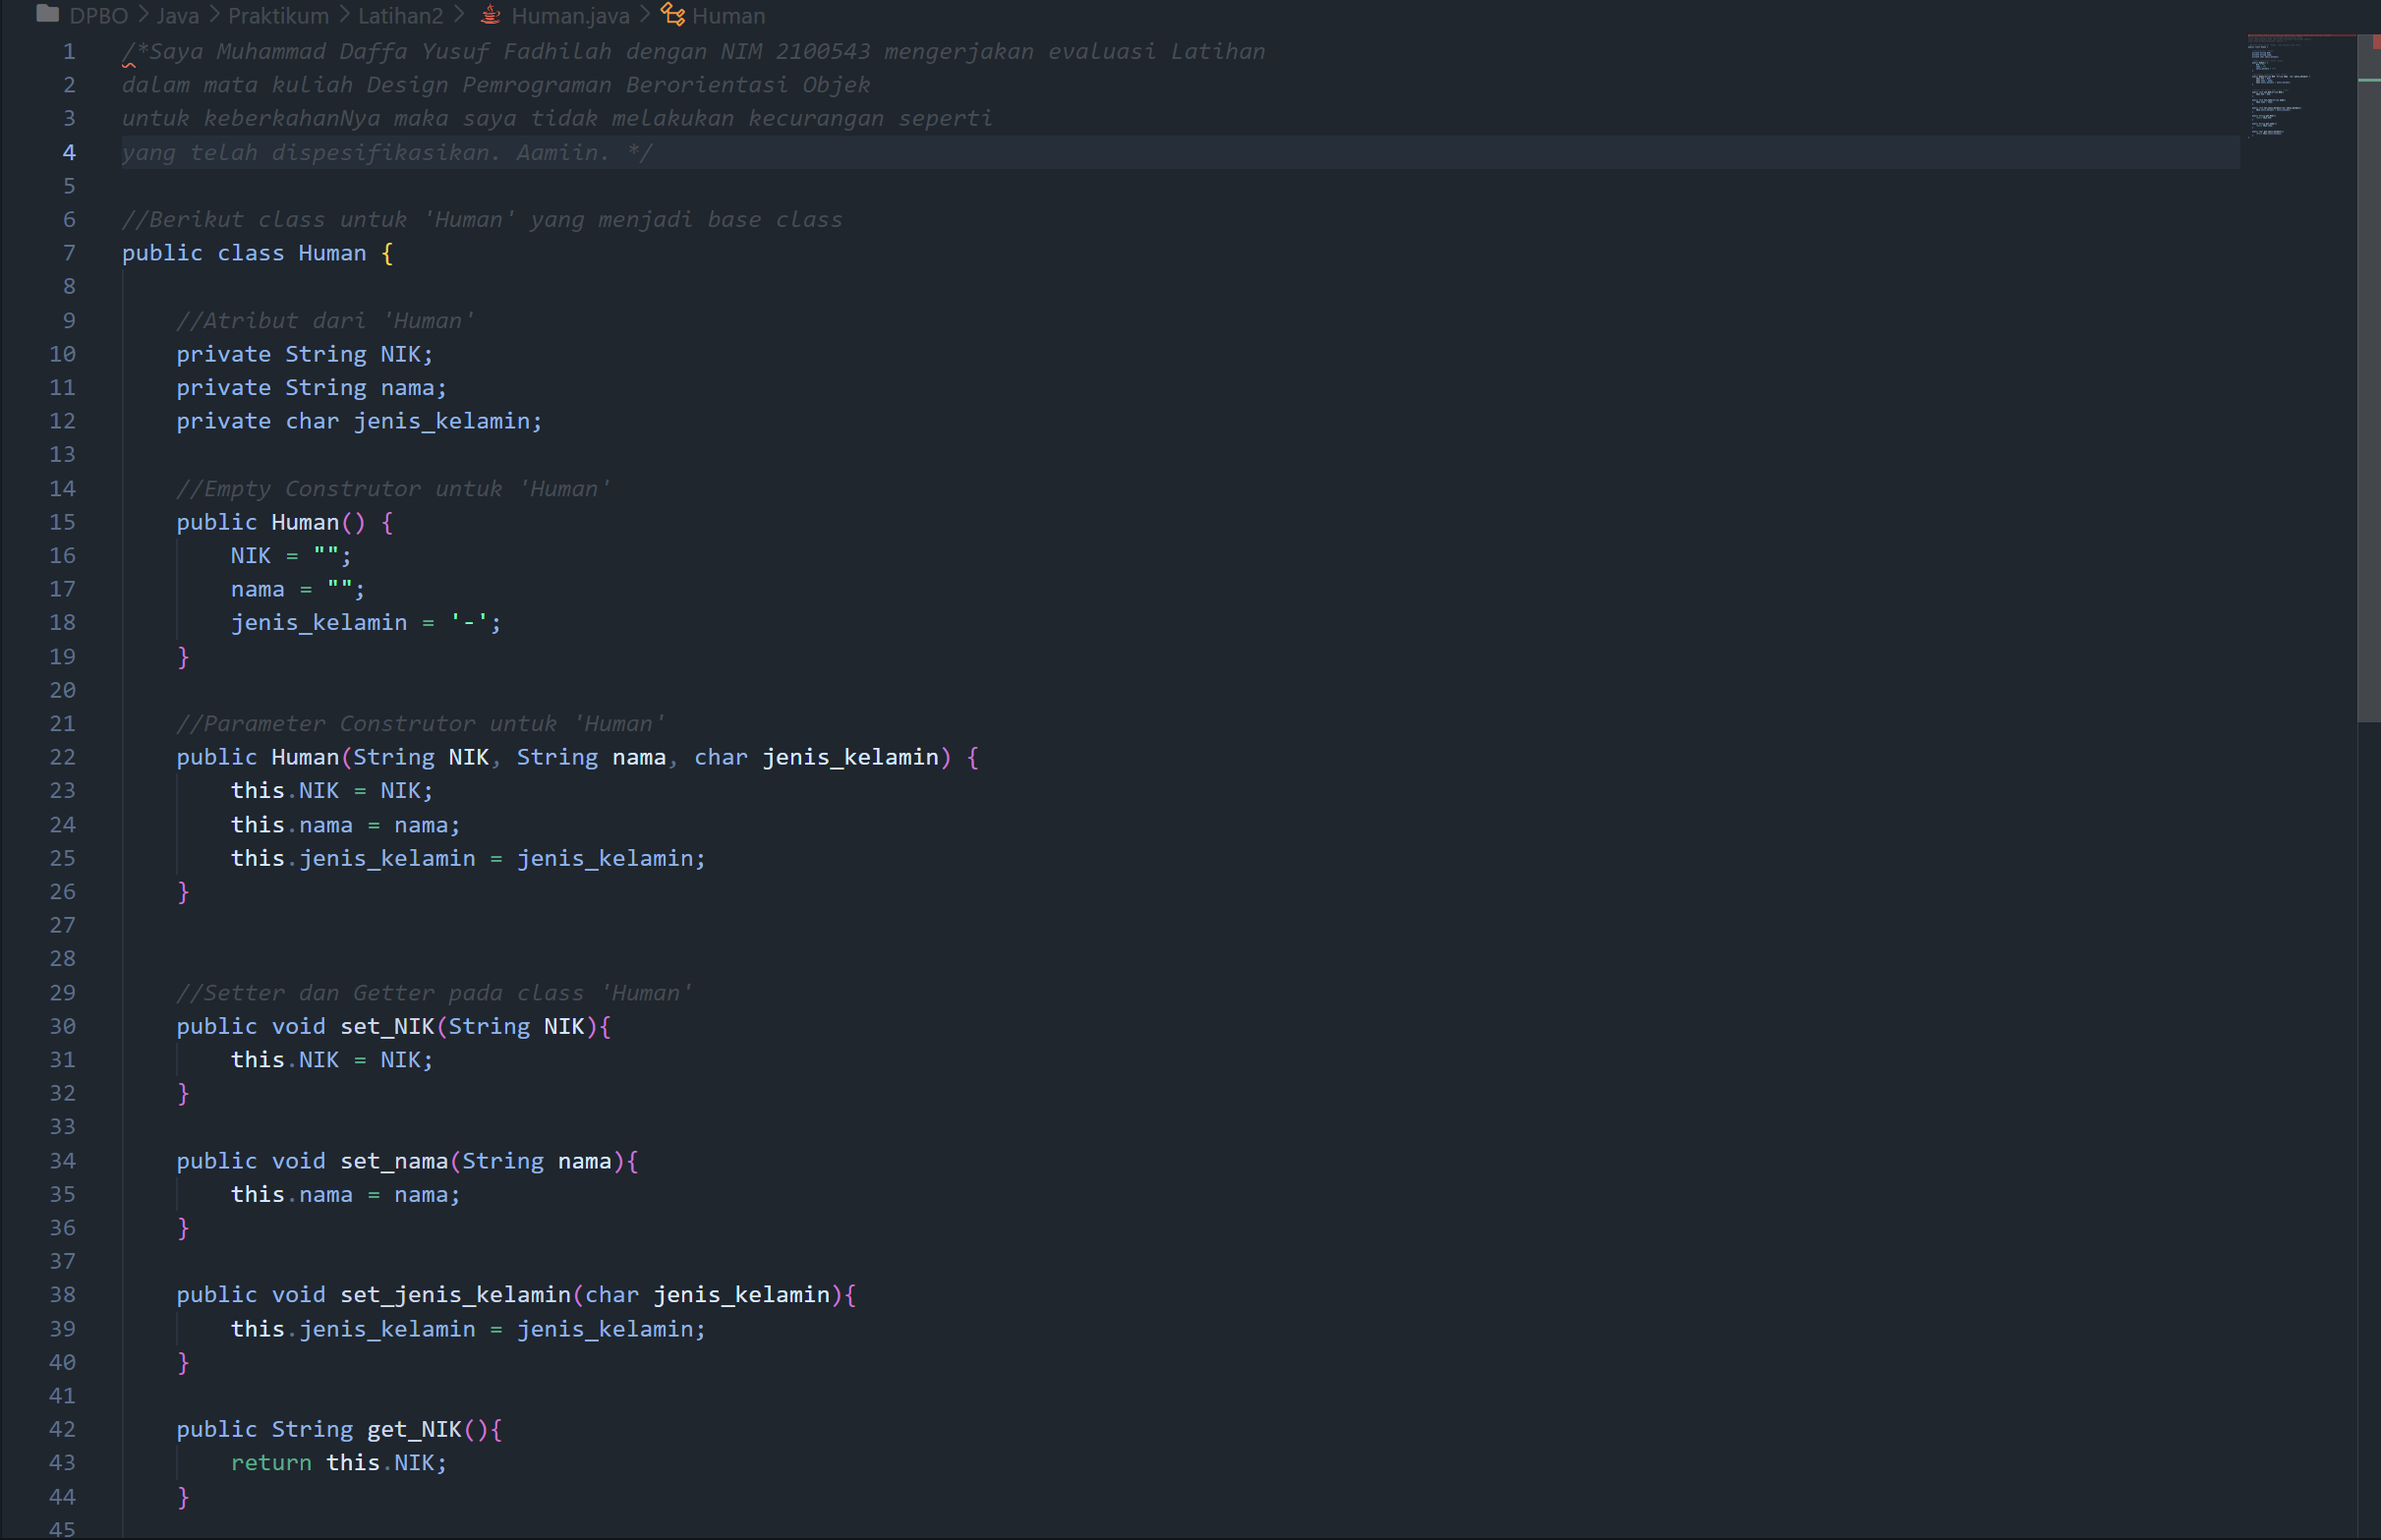 DPBO > Java > Praktikum > Latihan2 > Human.java > Human
1 /*Saya Muhammad Daffa Yusuf Fadhilah dengan NIM 2100543 mengerjakan evaluasi Latihan
2 dalam mata kuliah Design Pemrograman Berorientasi Objek
3 untuk keberkahanNya maka saya tidak melakukan kecurangan seperti
4 yang telah dispesifikasikan. Aamiin. */
5
6 //Berikut class untuk 'Human' yang menjadi base class
7 public class Human {
8
9     //Atribut dari 'Human'
10     private String NIK;
11     private String nama;
12     private char jenis_kelamin;
13
14     //Empty Construtor untuk 'Human'
15     public Human() {
16         NIK = "";
17         nama = "";
18         jenis_kelamin = '-';
19     }
20
21     //Parameter Construtor untuk 'Human'
22     public Human(String NIK, String nama, char jenis_kelamin) {
23         this.NIK = NIK;
24         this.nama = nama;
25         this.jenis_kelamin = jenis_kelamin;
26     }
27
28
29     //Setter dan Getter pada class 'Human'
30     public void set_NIK(String NIK){
31         this.NIK = NIK;
32     }
33
34     public void set_nama(String nama){
35         this.nama = nama;
36     }
37
38     public void set_jenis_kelamin(char jenis_kelamin){
39         this.jenis_kelamin = jenis_kelamin;
40     }
41
42     public String get_NIK(){
43         return this.NIK;
44     }
45